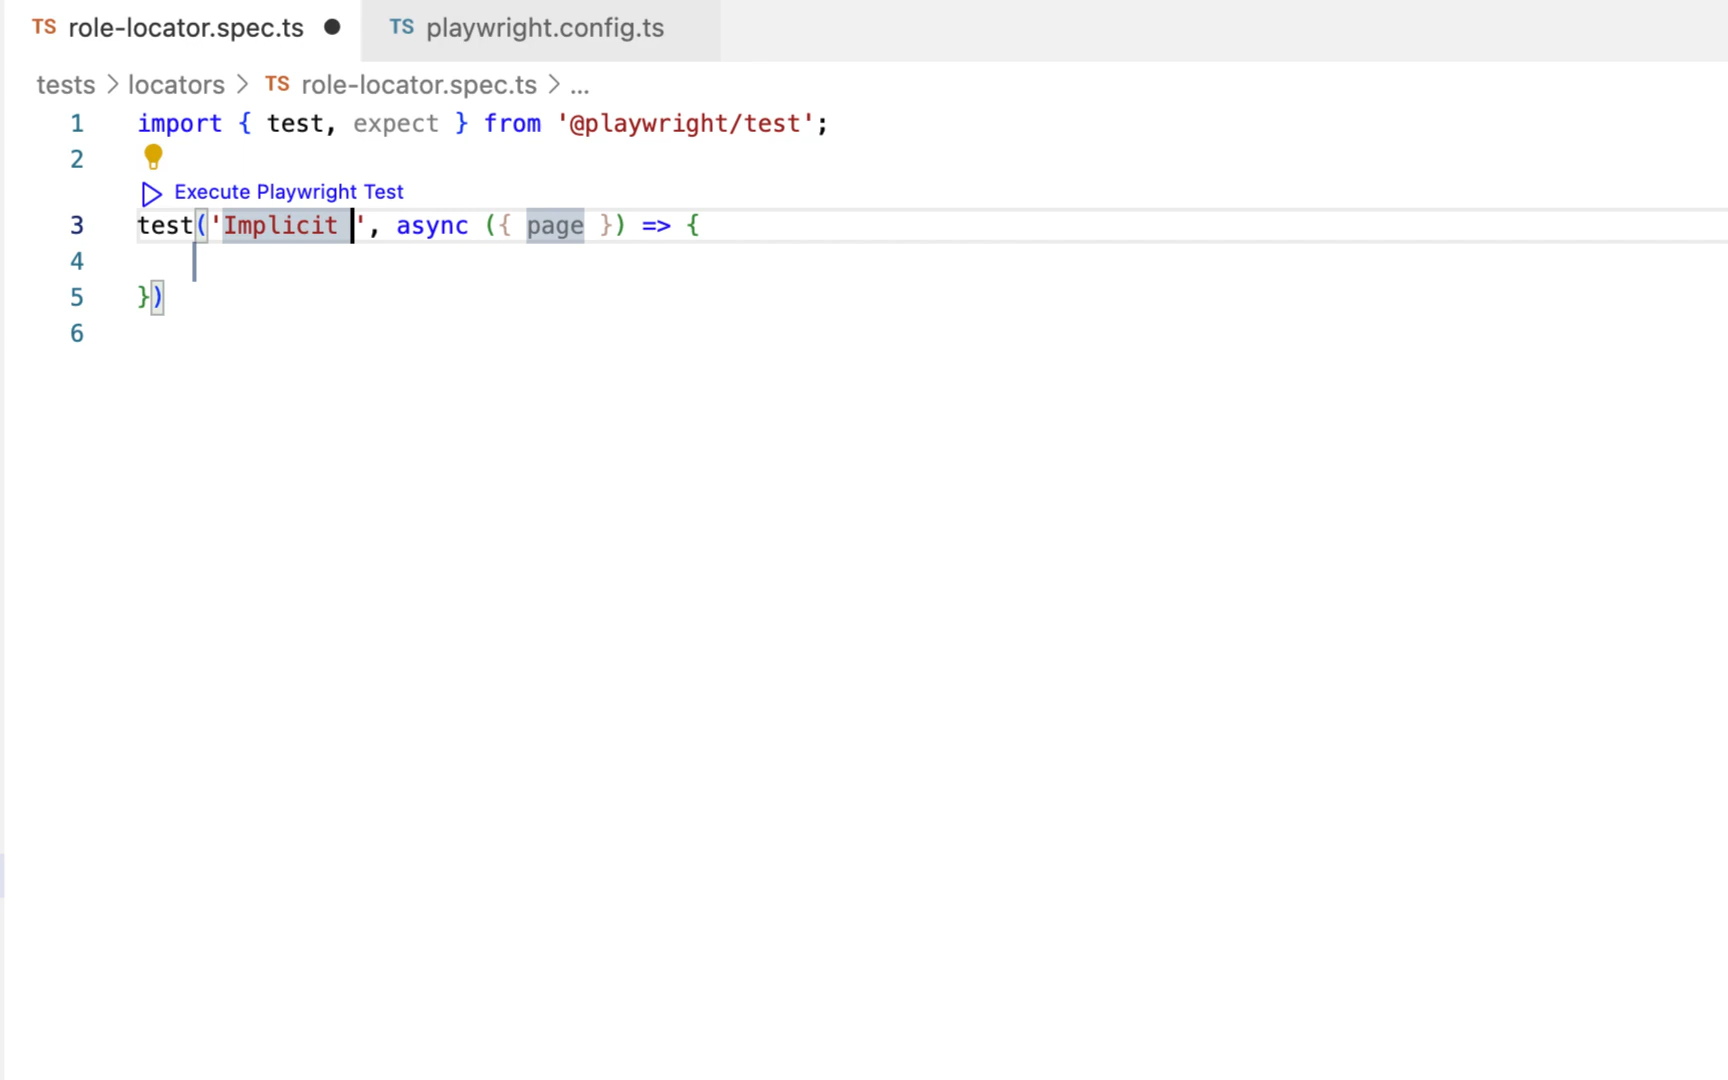 TS role-locator.spec.ts ● TS playwright.config.ts
tests > locators > TS role-locator.spec.ts > ...
1 import { test, expect } from '@playwright/test';
2
Execute Playwright Test
3 test('Implicit ', async ({ page }) => {
4
5 })
6